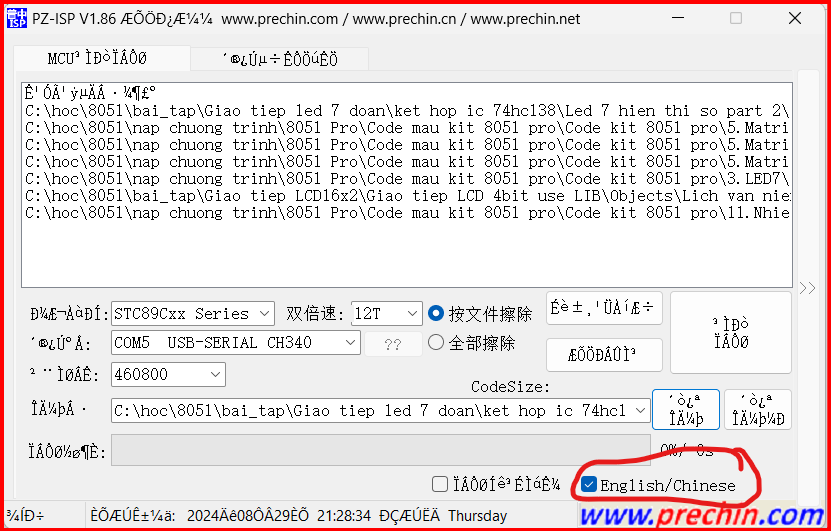 PZ-ISP V1.86 ÆÕÖÐ¿Æ¼¼ www.prechin.com / www.prechin.cn / www.prechin.net
MCU³ÌÐòÏÂÔØ
´®¿Úµ÷ÊÔÖúÊÖ
Ê¹ÓÃ¹ýµÄÂ·¾¶£º
C:\hoc\8051\bai_tap\Giao tiep led 7 doan\ket hop ic 74hc138\Led 7 hien thi so part 2\
C:\hoc\8051\nap chuong trinh\8051 Pro\Code mau kit 8051 pro\Code kit 8051 pro\5.Matri
C:\hoc\8051\nap chuong trinh\8051 Pro\Code mau kit 8051 pro\Code kit 8051 pro\5.Matri
C:\hoc\8051\nap chuong trinh\8051 Pro\Code mau kit 8051 pro\Code kit 8051 pro\5.Matri
C:\hoc\8051\nap chuong trinh\8051 Pro\Code mau kit 8051 pro\Code kit 8051 pro\3.LED7\
C:\hoc\8051\bai_tap\Giao tiep LCD16x2\Giao tiep LCD 4bit use LIB\Objects\Lich van nie
C:\hoc\8051\nap chuong trinh\8051 Pro\Code mau kit 8051 pro\Code kit 8051 pro\11.Nhie
Ð¾Æ¬ÀàÐÍ: STC89Cxx Series 双倍速: 12T 按文件擦除
´®¿ÚºÅ: COM5 USB-SERIAL CH340 ?? 全部擦除
²¨ÌØÂÊ: 460800
Éè±¸¹ÜÀíÆ÷
ÆÕÖÐÂÛÌ³
³ÌÐò
ÏÂÔØ
CodeSize:
ÎÄ¼þÂ· C:\hoc\8051\bai_tap\Giao tiep led 7 doan\ket hop ic 74hc1
´ò¿ª
ÎÄ¼þ
´ò¿ª
ÎÄ¼þ¼Ð
ÏÂÔØ½ø¶È: 0%/ 0s
ÏÂÔØÍê³ÉÌáÊ¾ English/Chinese
¾ÍÐ÷ ÈÕÆÚÊ±¼ä: 2024Äê08ÔÂ29ÈÕ 21:28:34 ÐÇÆÚËÄ Thursday
www.prechin.com